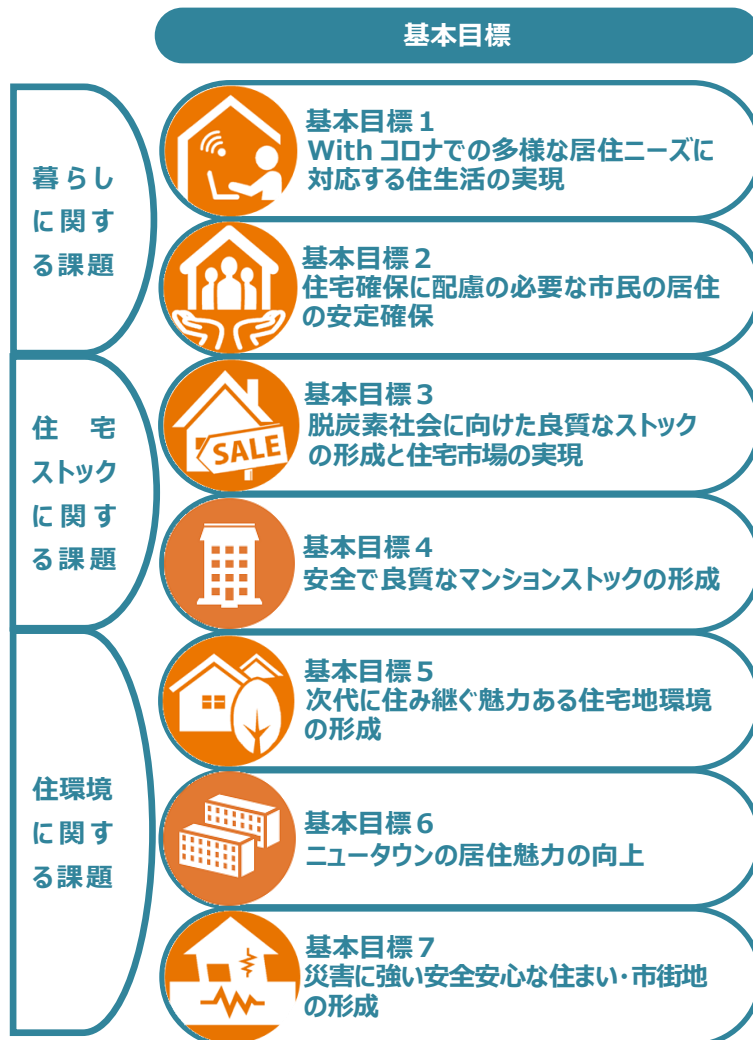 基本目標
暮らし
に関す
る課題
基本目標1
With コロナでの多様な居住ニーズに
対応する住生活の実現
基本目標2
住宅確保に配慮の必要な市民の居住
の安定確保
住 宅
ストック
に関す
る課題
基本目標3
脱炭素社会に向けた良質なストック
の形成と住宅市場の実現
SALE
基本目標4
安全で良質なマンションストックの形成
住環境
に関す
る課題
基本目標5
次代に住み継ぐ魅力ある住宅地環境
の形成
基本目標6
ニュータウンの居住魅力の向上
基本目標7
災害に強い安全安心な住まい・市街地
の形成